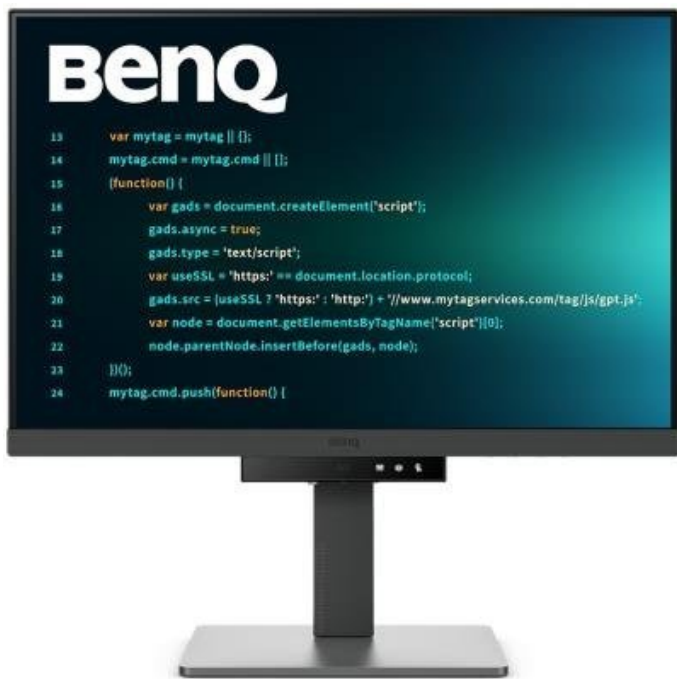 BenQ
13 var mytag = mytag || {};
14 mytag.cmd = mytag.cmd || [];
15 (function() {
16 var gads = document.createElement('script');
17 gads.async = true;
18 gads.type = 'text/script';
19 var useSSL = 'https:' == document.location.protocol;
20 gads.src = (useSSL ? 'https:' : 'http:') + '//www.mytagservices.com/tag/js/gpt.js';
21 var node = document.getElementsByTagName('script')[0];
22 node.parentNode.insertBefore(gads, node);
23 })();
24 mytag.cmd.push(function() {
BenQ